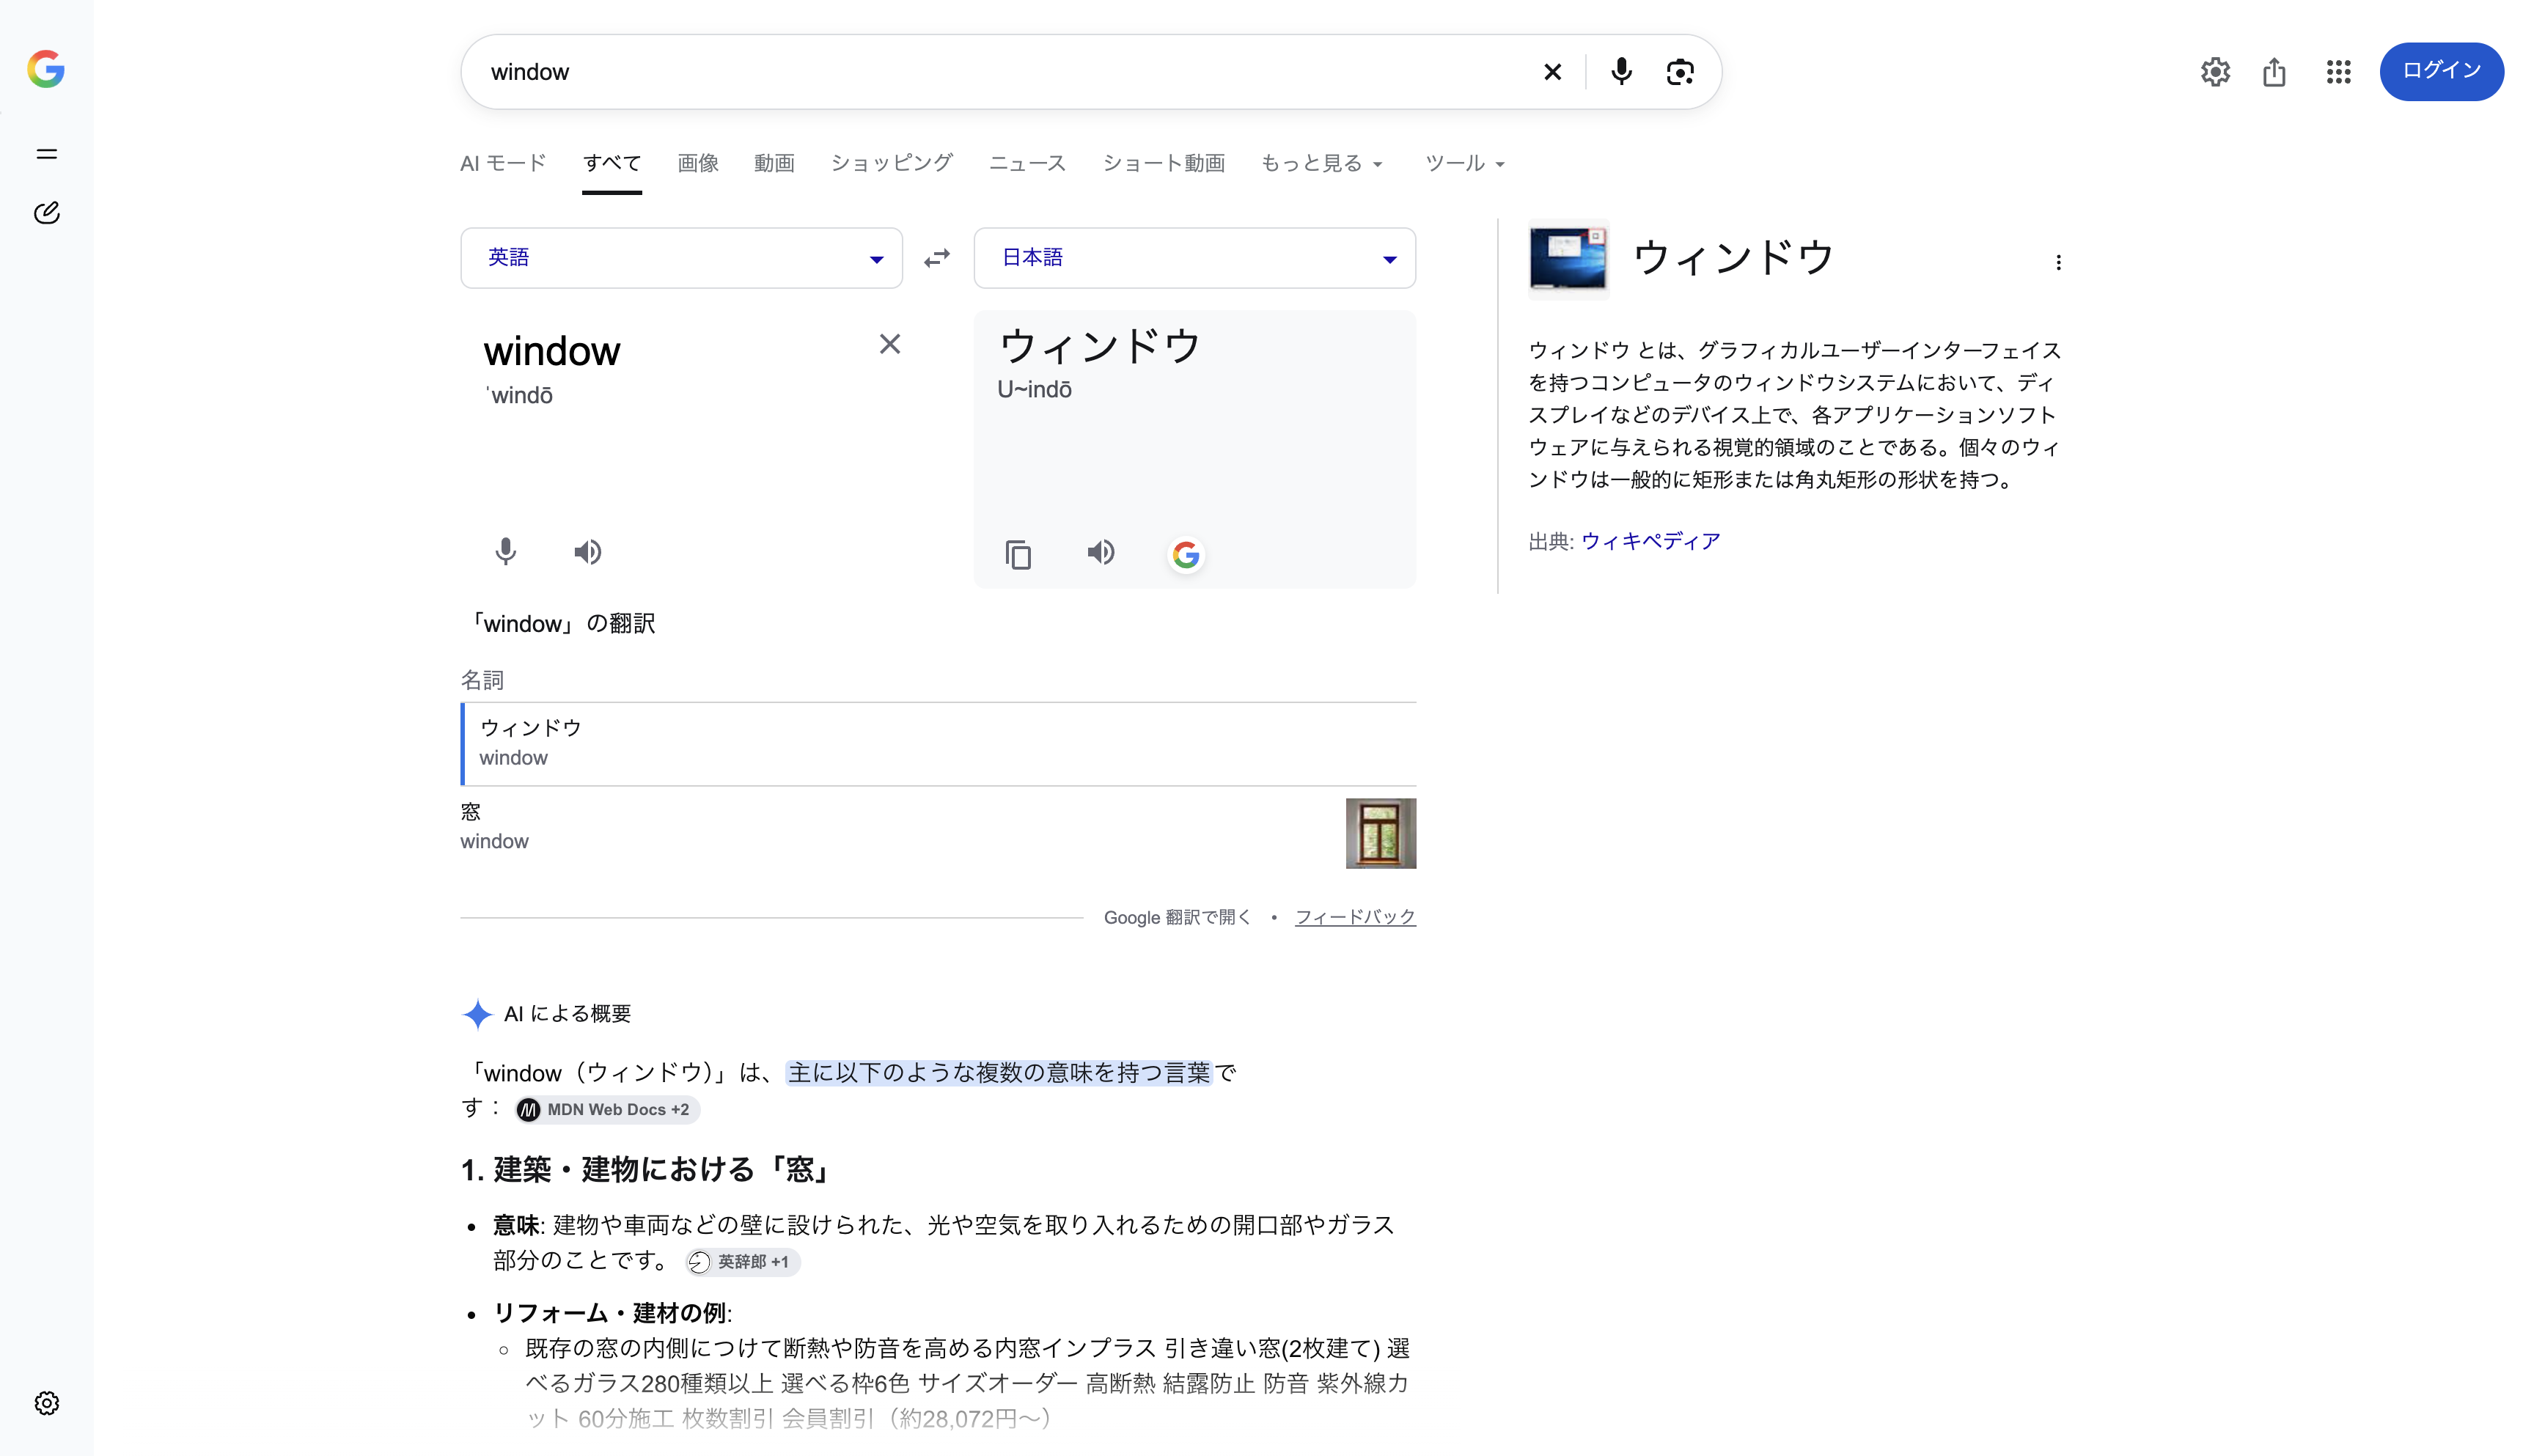 window
ログイン
AI モード
すべて
画像
動画
ショッピング
ニュース
ショート動画
もっと見る
ツール
英語
日本語
window
ˈwindō
ウィンドウ
U~indō
「window」の翻訳
名詞
ウィンドウ
window
窓
window
Google 翻訳で開く • フィードバック
AI による概要
「window（ウィンドウ）」は、主に以下のような複数の意味を持つ言葉で
す： MDN Web Docs +2
1. 建築・建物における「窓」
• 意味: 建物や車両などの壁に設けられた、光や空気を取り入れるための開口部やガラス
部分のことです。 英辞郎 +1
• リフォーム・建材の例:
○ 既存の窓の内側につけて断熱や防音を高める内窓インプラス 引き違い窓(2枚建て) 選
べるガラス280種類以上 選べる枠6色 サイズオーダー 高断熱 結露防止 防音 紫外線カ
ット 60分施工 枚数割引 会員割引（約28,072円～）
ウィンドウ
ウィンドウ とは、グラフィカルユーザーインターフェイス
を持つコンピュータのウィンドウシステムにおいて、ディ
スプレイなどのデバイス上で、各アプリケーションソフト
ウェアに与えられる視覚的領域のことである。個々のウィ
ンドウは一般的に矩形または角丸矩形の形状を持つ。
出典: ウィキペディア